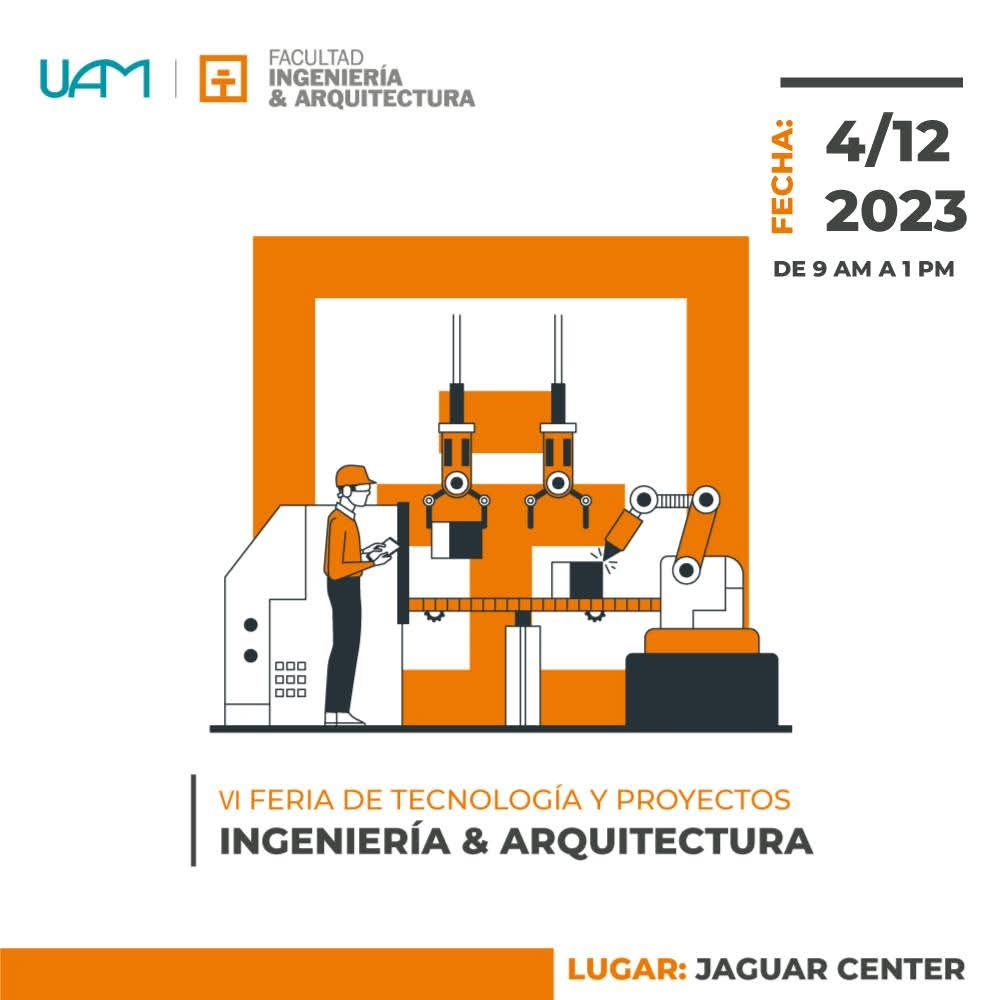 UAM
FACULTAD
INGENIERÍA
& ARQUITECTURA
FECHA:
4/12
2023
DE 9 AM A 1 PM
VI FERIA DE TECNOLOGÍA Y PROYECTOS
INGENIERÍA & ARQUITECTURA
LUGAR: JAGUAR CENTER